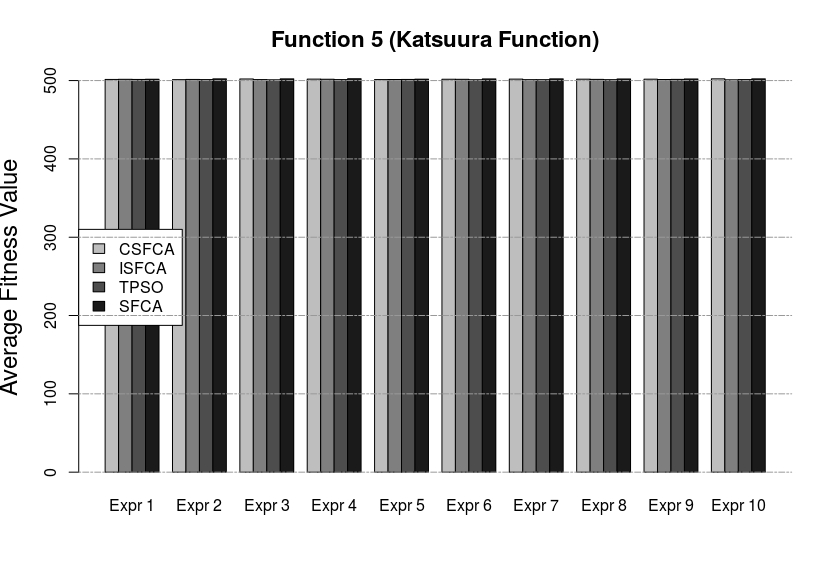 Function 5 (Katsuura Function)
Average Fitness Value
500
400
300
200
100
0
CSFCA
ISFCA
TPSO
SFCA
Expr 1 Expr 2 Expr 3 Expr 4 Expr 5 Expr 6 Expr 7 Expr 8 Expr 9 Expr 10